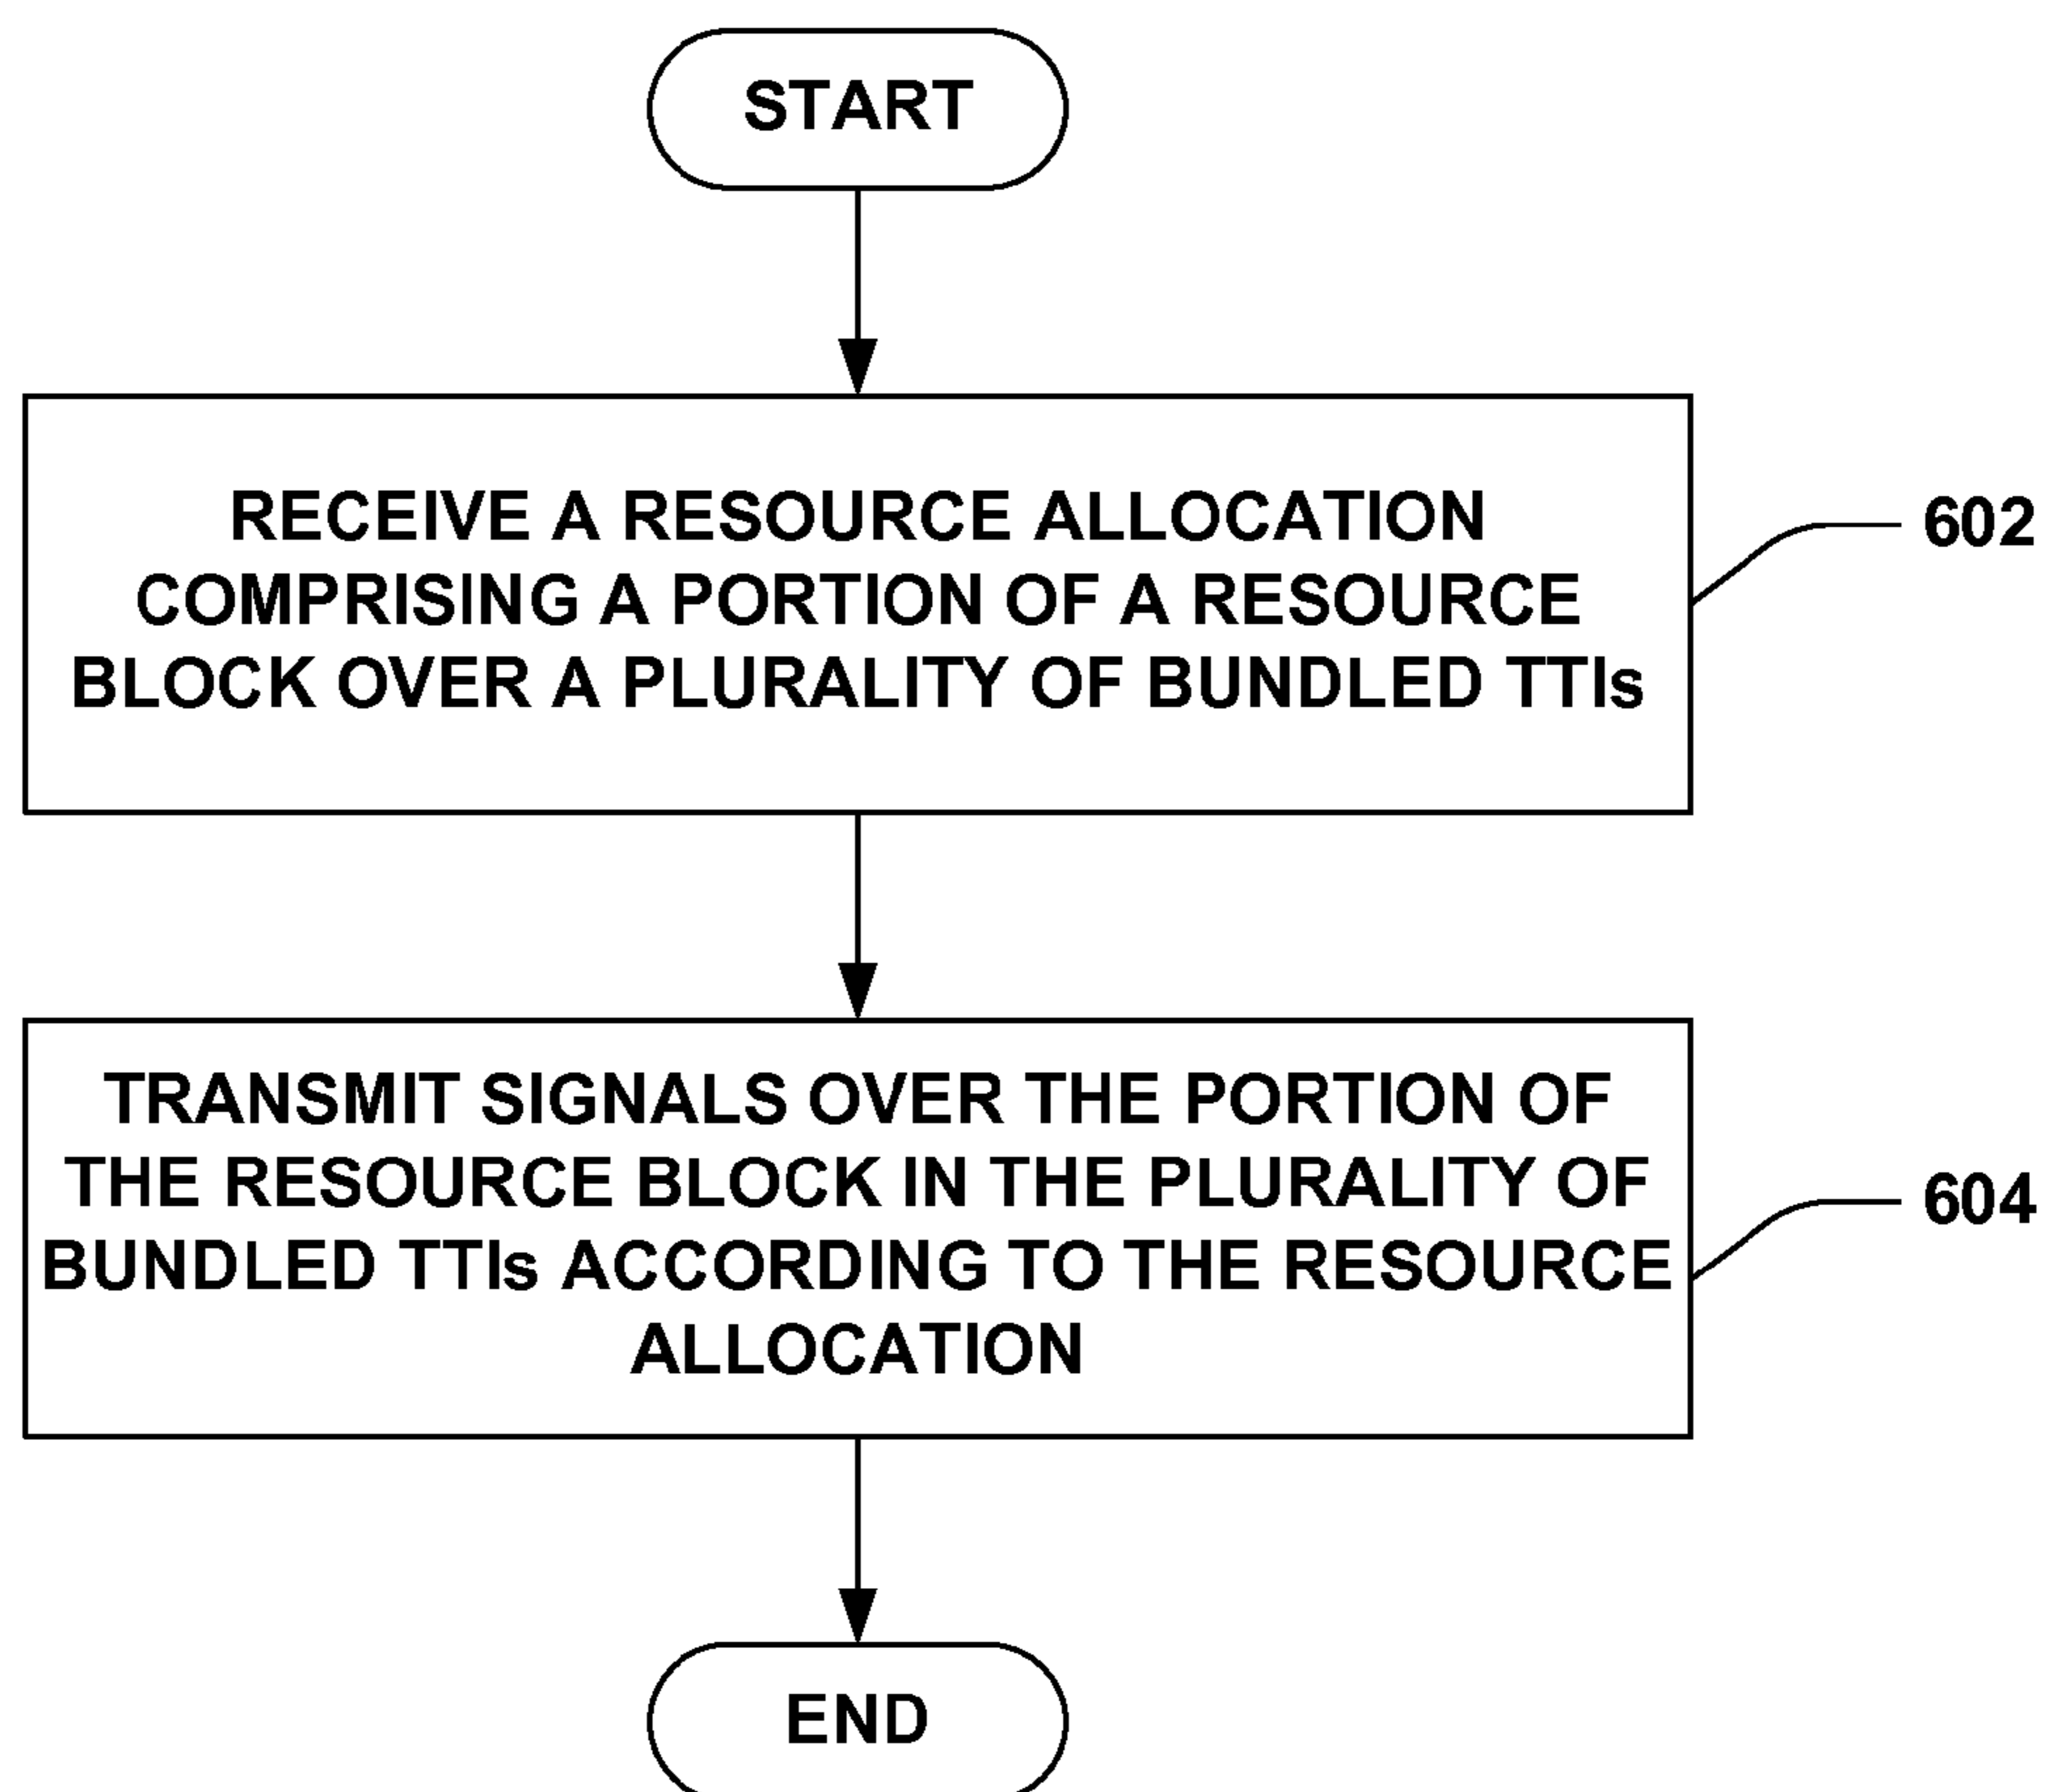 START
RECEIVE A RESOURCE ALLOCATION
COMPRISING A PORTION OF A RESOURCE
BLOCK OVER A PLURALITY OF BUNDLED TTIs
602
TRANSMIT SIGNALS OVER THE PORTION OF
THE RESOURCE BLOCK IN THE PLURALITY OF
BUNDLED TTIs ACCORDING TO THE RESOURCE
ALLOCATION
604
END